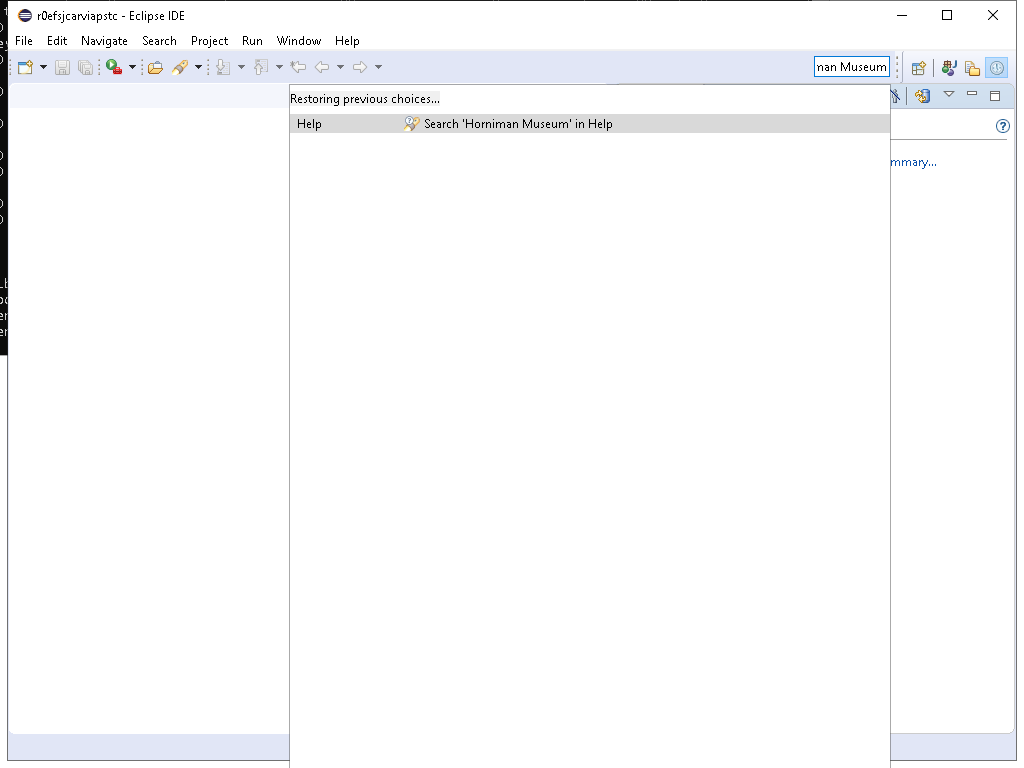 r0efsjcarviapstc - Eclipse IDE
File Edit Navigate Search Project Run Window Help
nan Museum
Restoring previous choices...
Help Search 'Horniman Museum' in Help
mmary...